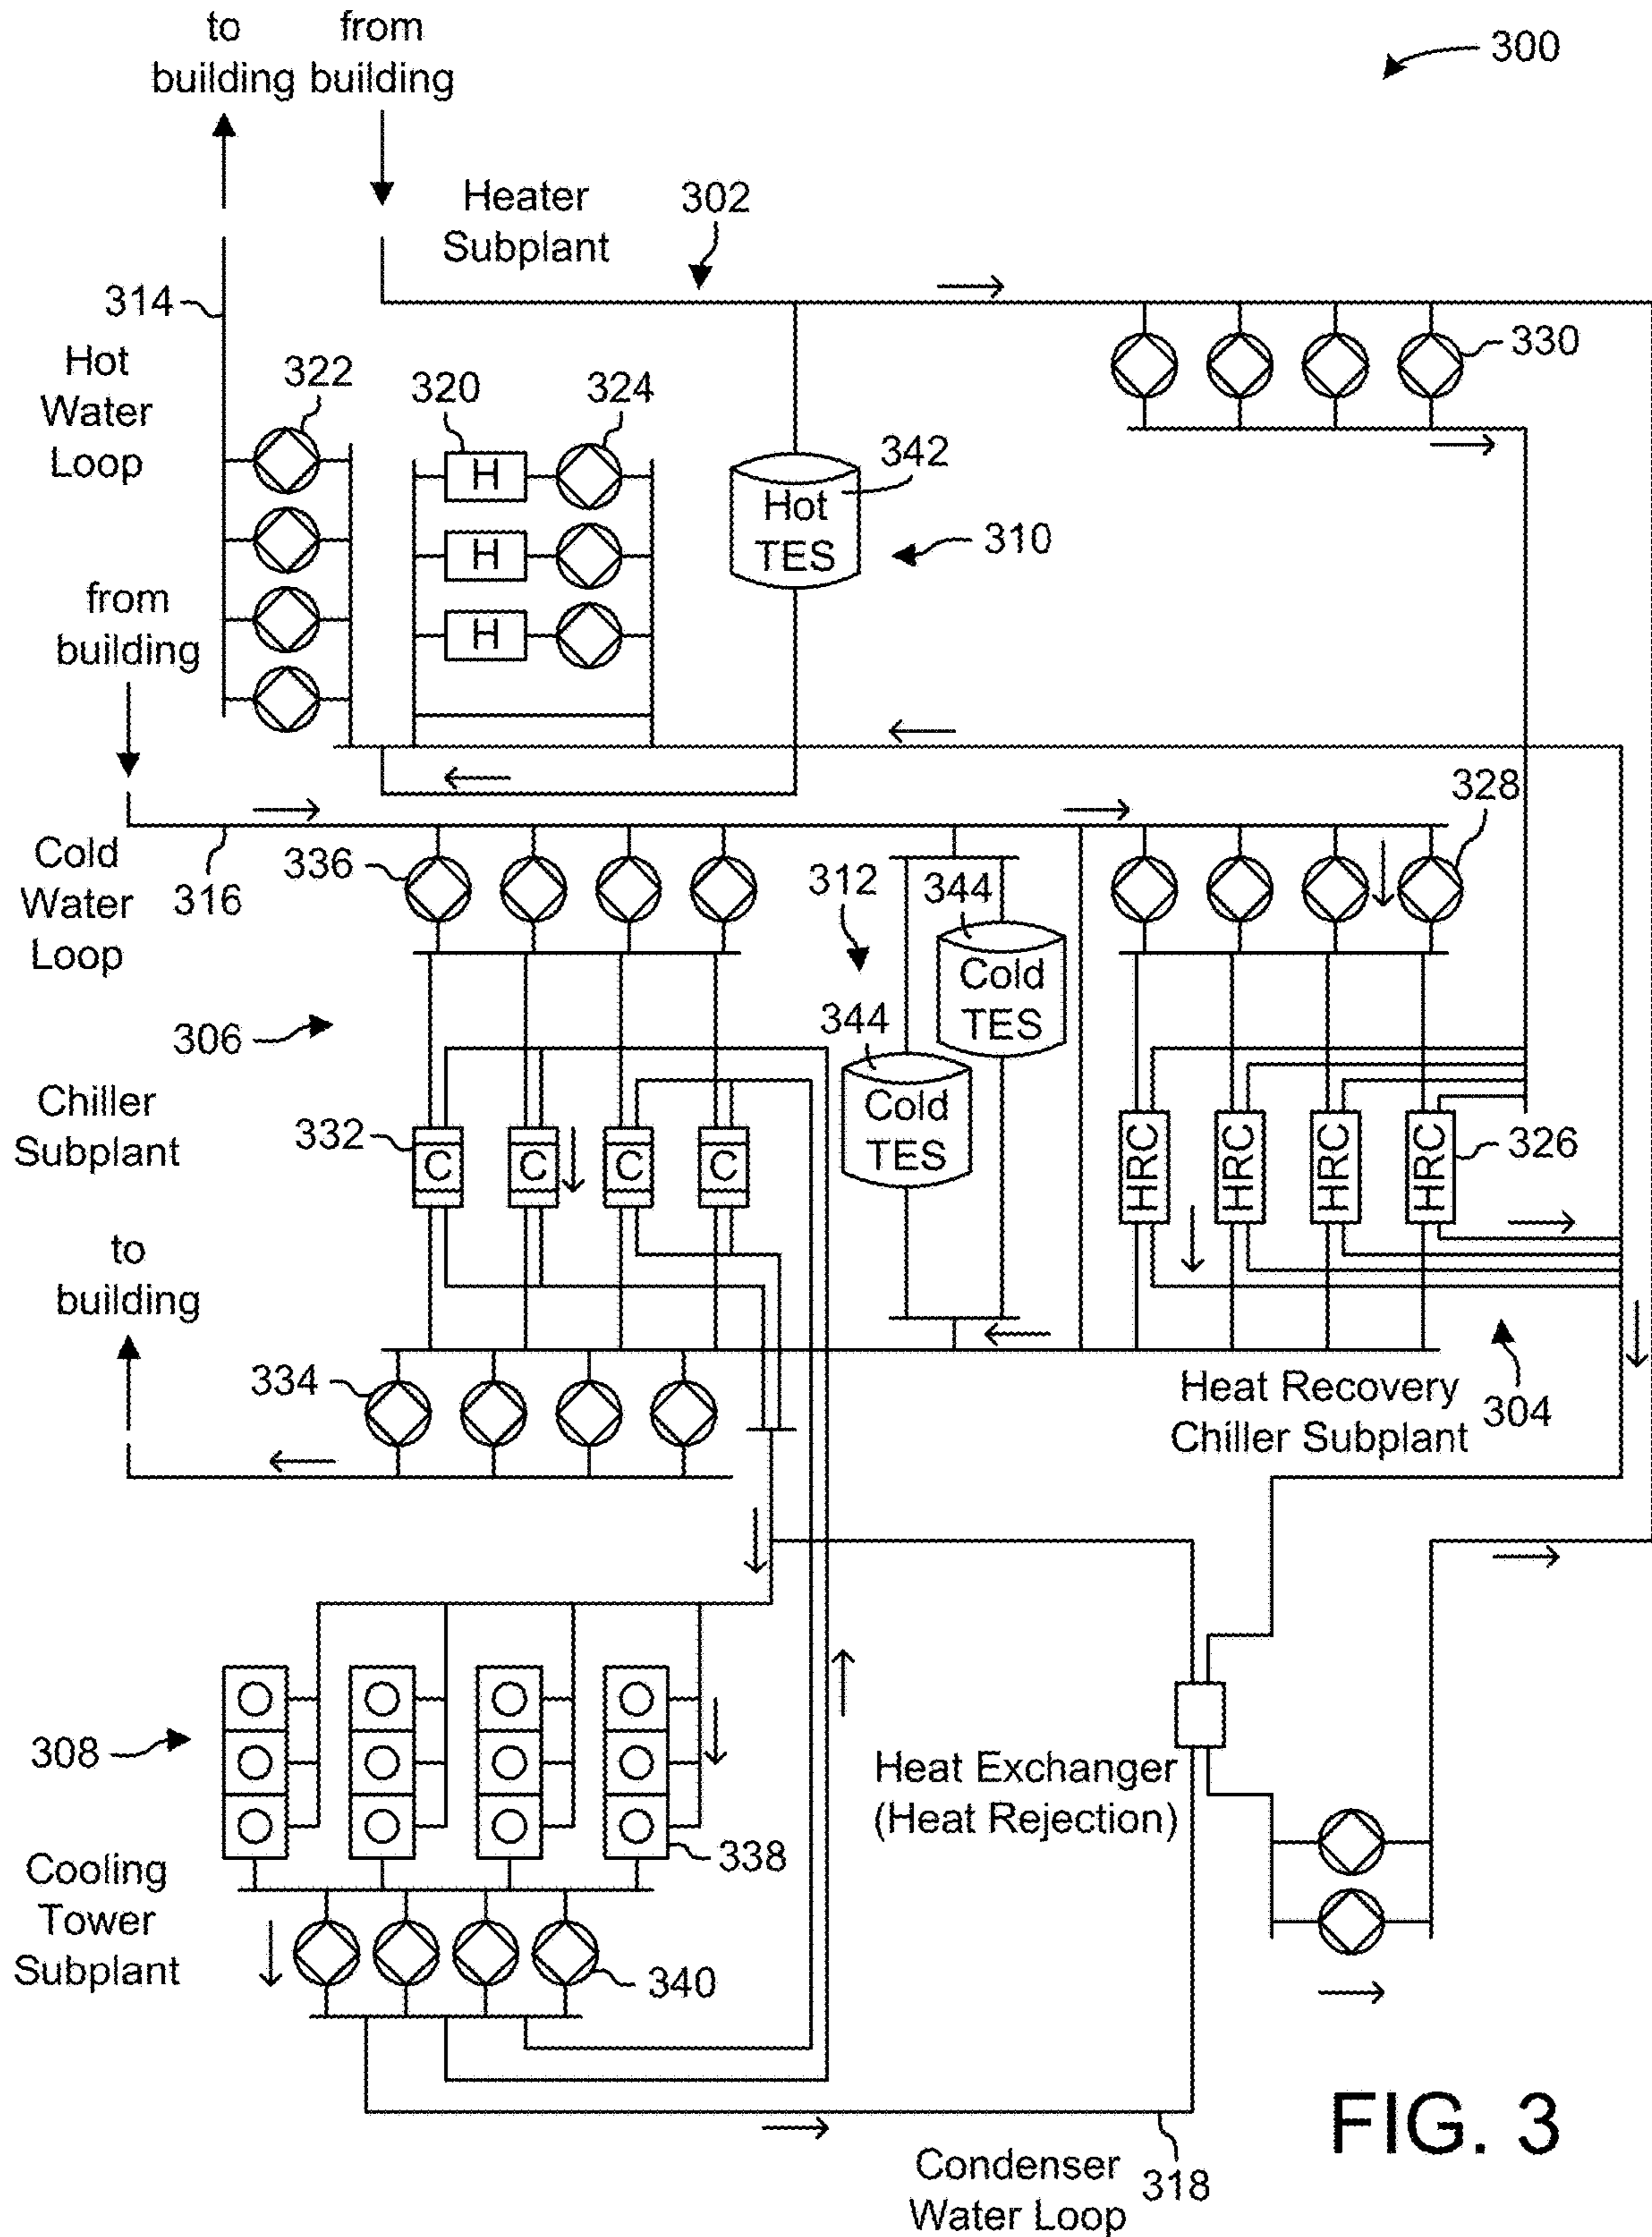 to
building
from
building
300
Heater
Subplant
302
314
Hot
Water
Loop
322
320
324
330
H
H
H
Hot
TES
342
310
from
building
328
Cold
Water
Loop
316
336
312
344
Cold
TES
344
Cold
TES
306
Chiller
Subplant
332
C
C
C
C
HRC
HRC
HRC
HRC
326
to
building
334
Heat Recovery
Chiller Subplant
304
308
338
Heat Exchanger
(Heat Rejection)
Cooling
Tower
Subplant
340
Condenser
Water Loop
318
FIG. 3